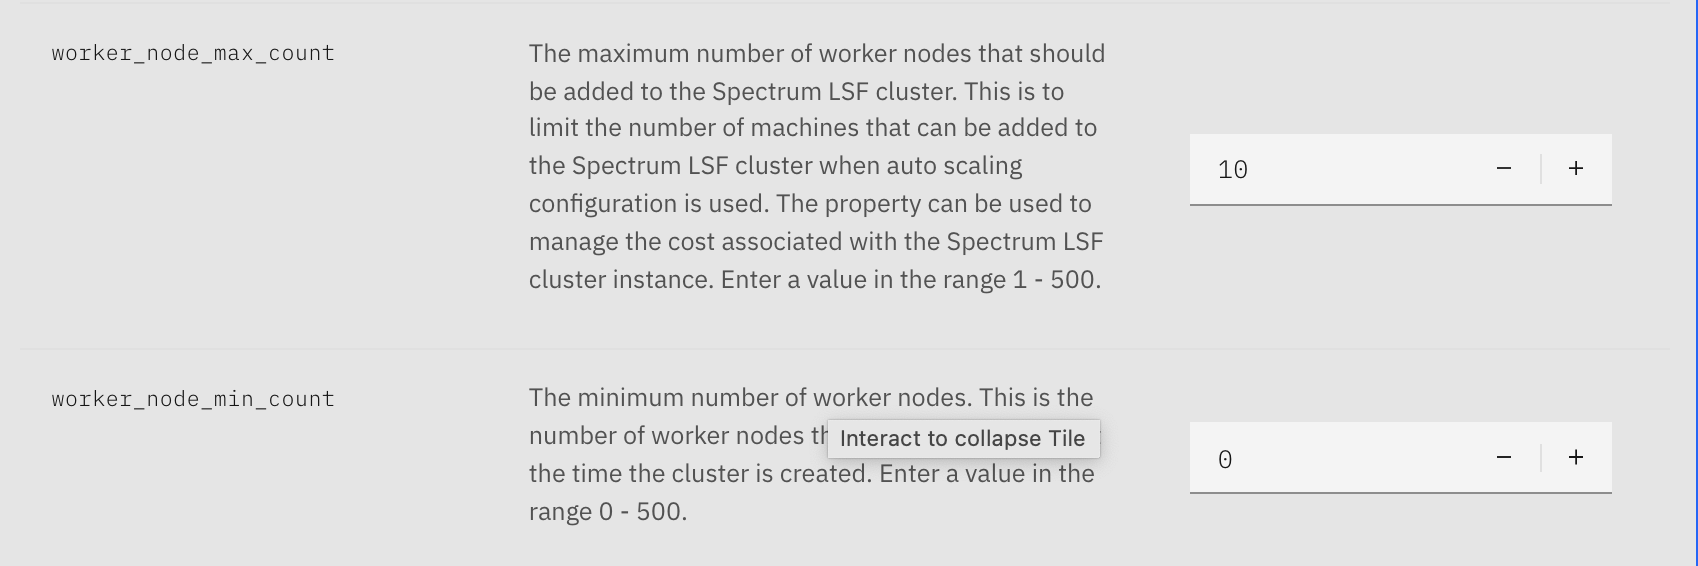 worker_node_max_count
The maximum number of worker nodes that should
be added to the Spectrum LSF cluster. This is to
limit the number of machines that can be added to
the Spectrum LSF cluster when auto scaling
configuration is used. The property can be used to
manage the cost associated with the Spectrum LSF
cluster instance. Enter a value in the range 1 - 500.
10
− +
worker_node_min_count
The minimum number of worker nodes. This is the
number of worker nodes
Interact to collapse Tile
the time the cluster is created. Enter a value in the
range 0 - 500.
0
− +